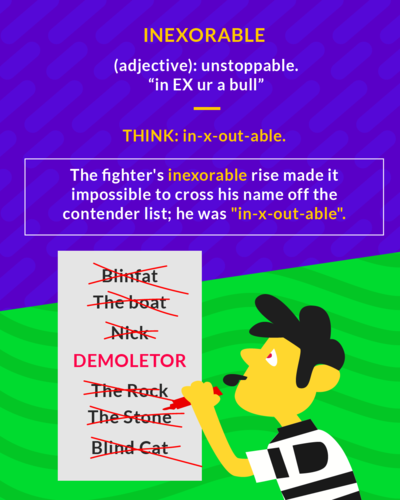 INEXORABLE
(adjective): unstoppable.
“in EX ur a bull”
THINK: in-x-out-able.
The fighter's inexorable rise made it
impossible to cross his name off the
contender list; he was "in-x-out-able".
Blinfat
The boat
Nick
DEMOLETOR
The Rock
The Stone
Blind Cat